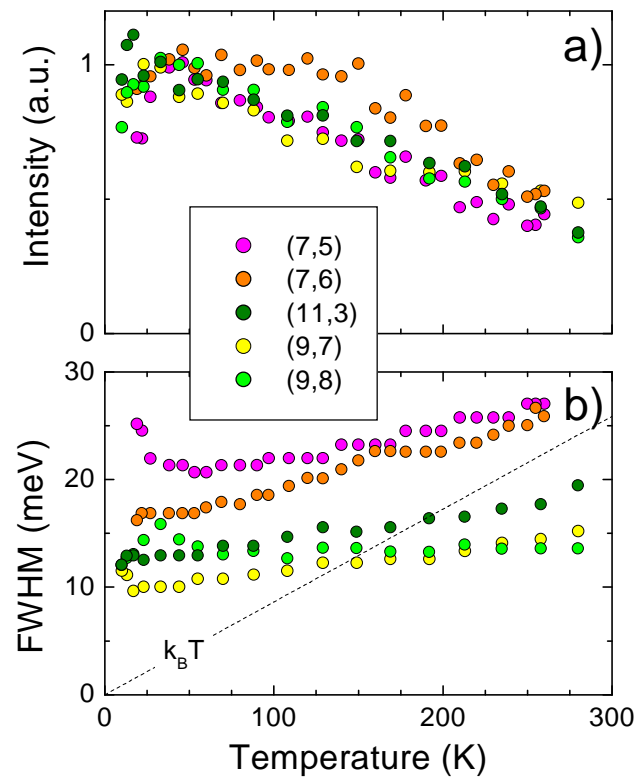 a)
Intensity (a.u.)
1
0
(7,5)
(7,6)
(11,3)
(9,7)
(9,8)
b)
FWHM (meV)
30
20
10
0
k_BT
0 100 200 300
Temperature (K)